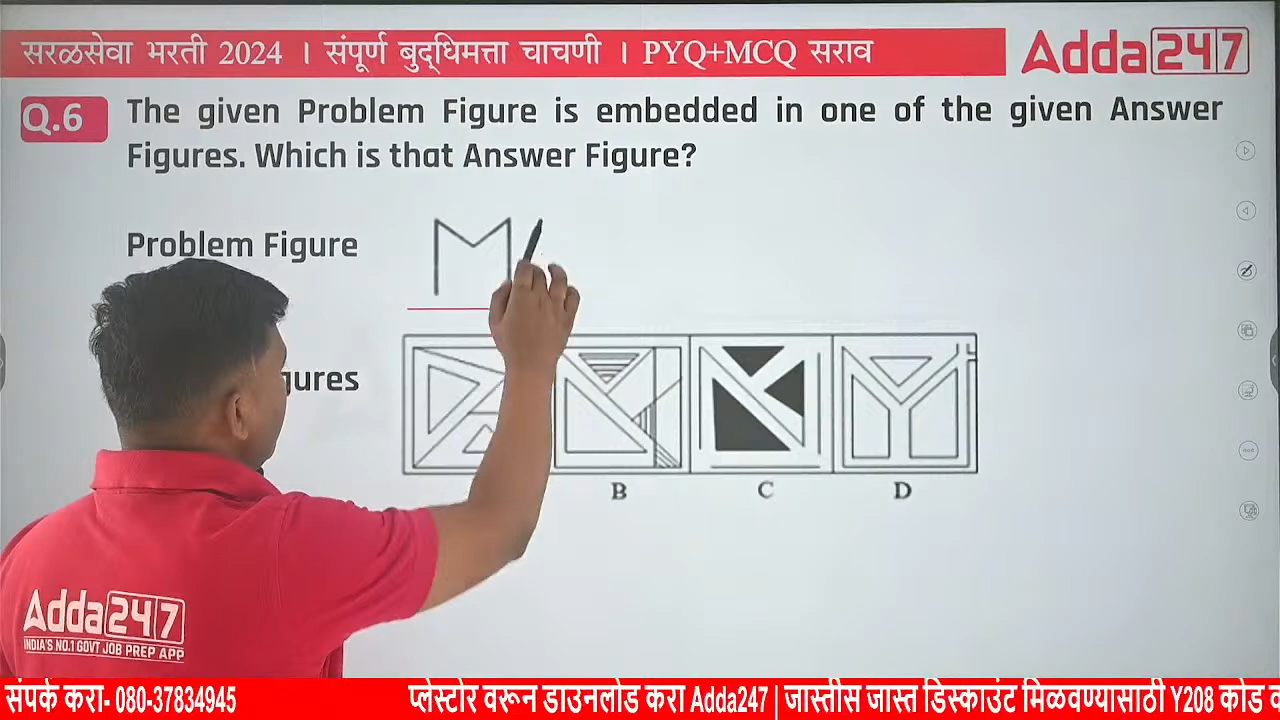 सरळसेवा भरती 2024 । संपूर्ण बुद्धिमत्ता चाचणी । PYQ+MCQ सराव
Adda247
Q.6 The given Problem Figure is embedded in one of the given Answer
Figures. Which is that Answer Figure?
Problem Figure
gures
B C D
Adda247
INDIA'S NO.1 GOVT JOB PREP APP
संपर्क करा- 080-37834945 प्लेस्टोर वरून डाउनलोड करा Adda247 | जास्तीस जास्त डिस्काउंट मिळवण्यासाठी Y208 कोड